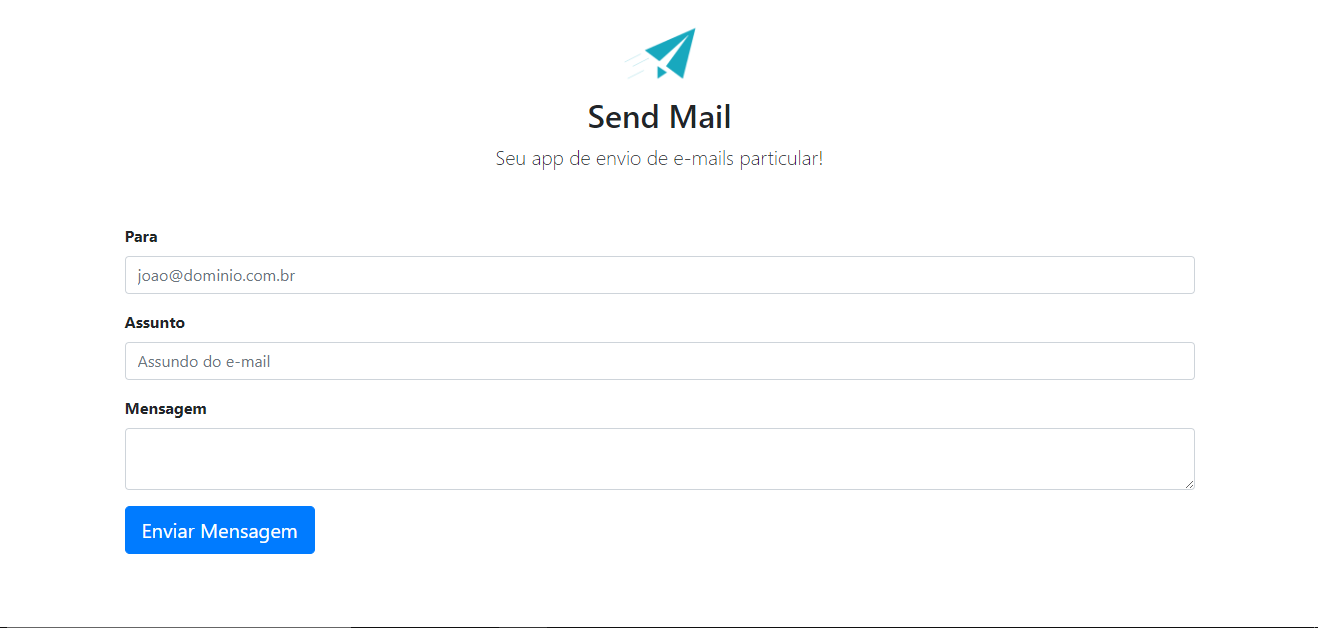 Send Mail
Seu app de envio de e-mails particular!
Para
joao@dominio.com.br
Assunto
Assundo do e-mail
Mensagem
Enviar Mensagem